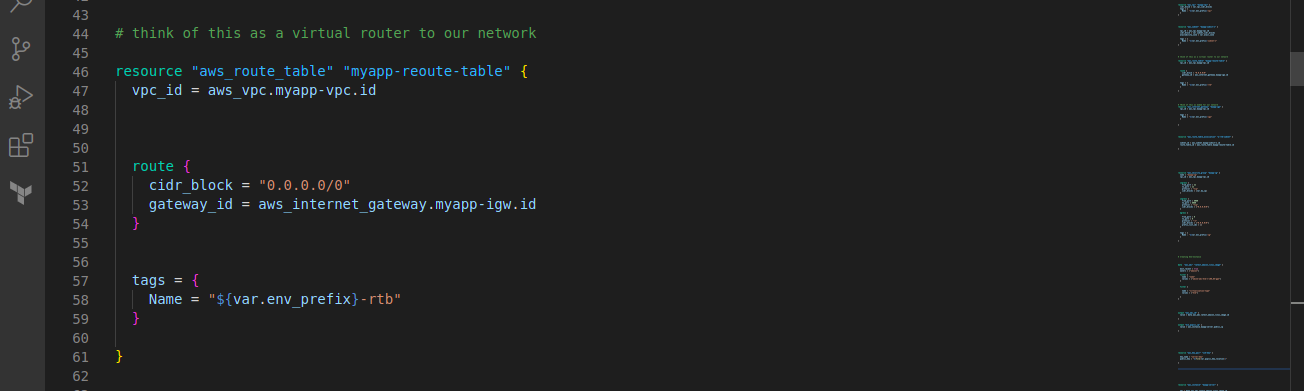 43
44 # think of this as a virtual router to our network
45
46 resource "aws_route_table" "myapp-reoute-table" {
47 vpc_id = aws_vpc.myapp-vpc.id
48
49
50
51 route {
52 cidr_block = "0.0.0.0/0"
53 gateway_id = aws_internet_gateway.myapp-igw.id
54 }
55
56
57 tags = {
58 Name = "${var.env_prefix}-rtb"
59 }
60
61 }
62